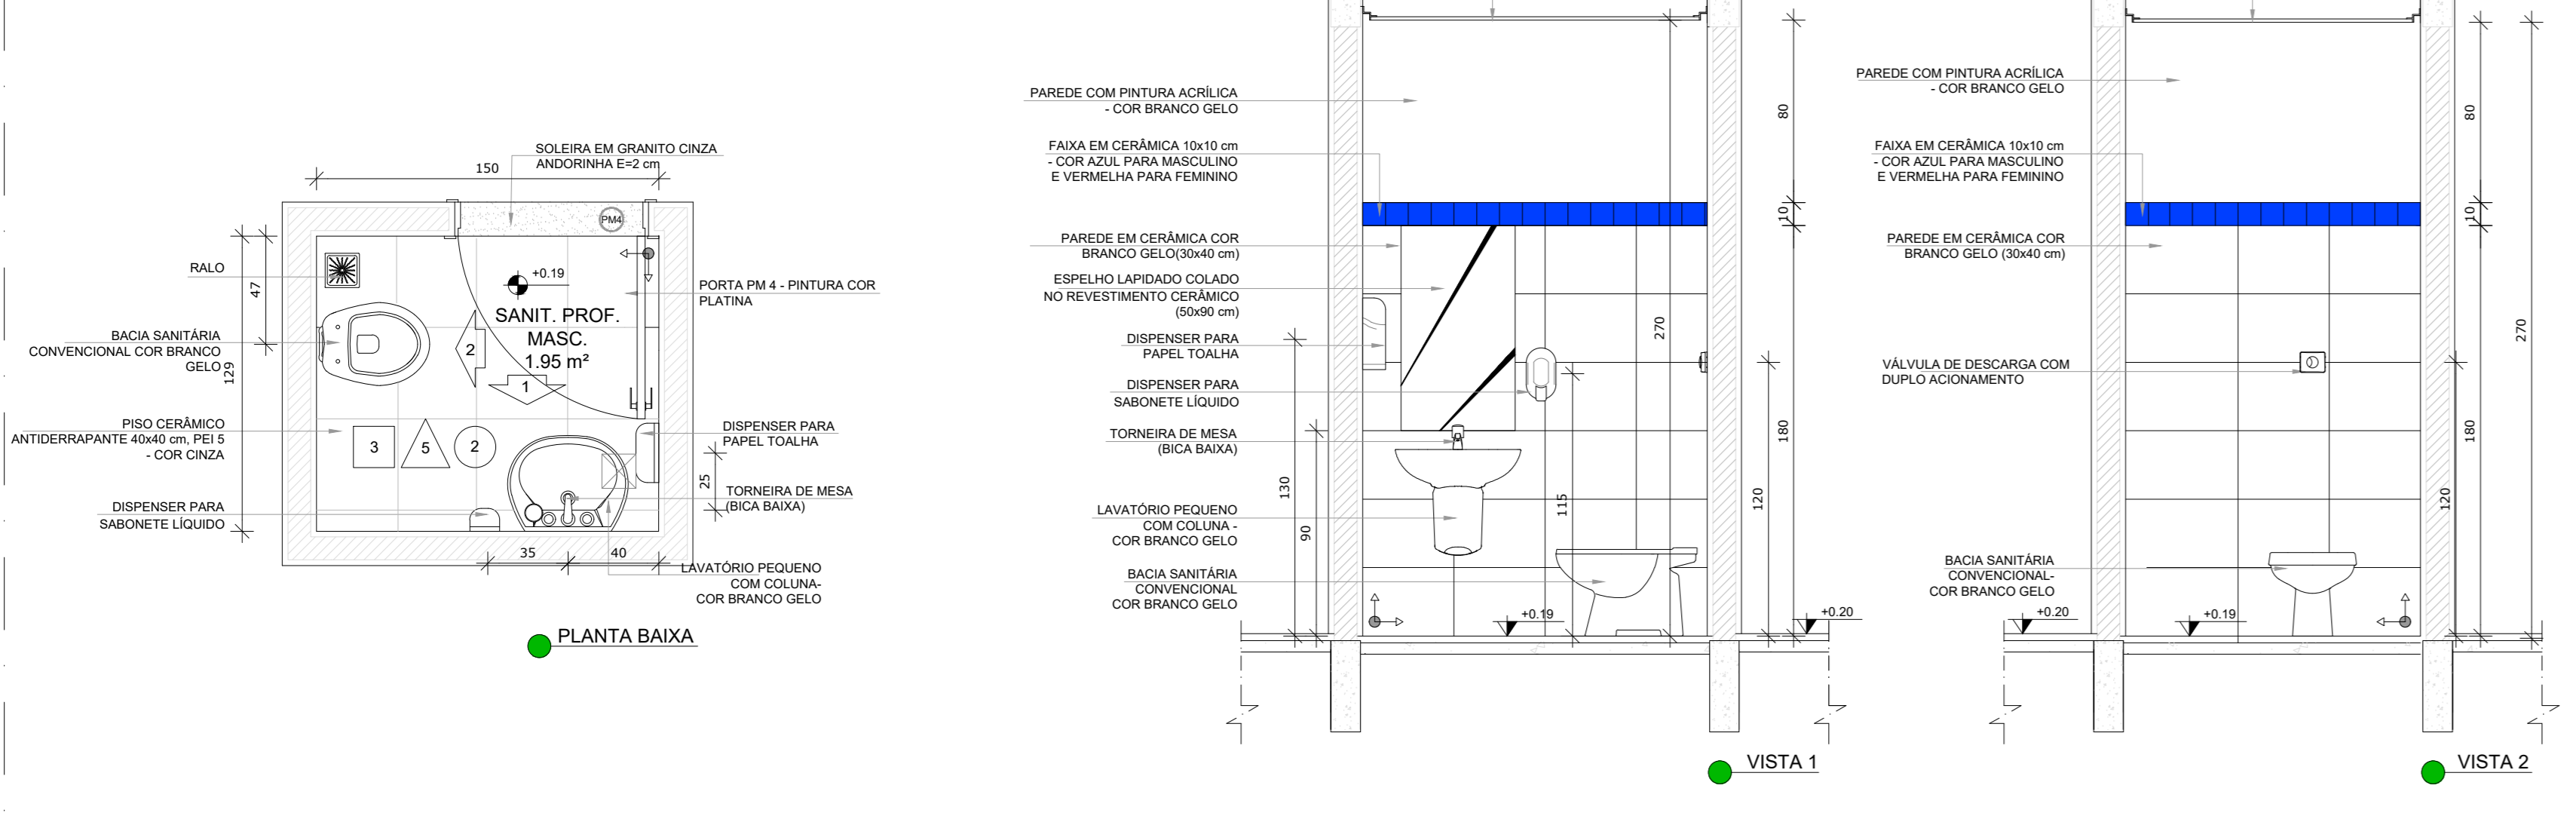 SOLEIRA EM GRANITO CINZA
ANDORINHA E=2 cm
150
PM4
RALO
47
+0.19
PORTA PM 4 - PINTURA COR
PLATINA
SANIT. PROF.
MASC.
1.95 m²
BACIA SANITÁRIA
CONVENCIONAL COR BRANCO
GELO
129
2
1
PISO CERÂMICO
ANTIDERRAPANTE 40x40 cm, PEI 5
- COR CINZA
3
5
2
DISPENSER PARA
PAPEL TOALHA
25
TORNEIRA DE MESA
(BICA BAIXA)
DISPENSER PARA
SABONETE LÍQUIDO
35
40
LAVATÓRIO PEQUENO
COM COLUNA-
COR BRANCO GELO
PLANTA BAIXA
PAREDE COM PINTURA ACRÍLICA
- COR BRANCO GELO
FAIXA EM CERÂMICA 10x10 cm
- COR AZUL PARA MASCULINO
E VERMELHA PARA FEMININO
PAREDE EM CERÂMICA COR
BRANCO GELO(30x40 cm)
ESPELHO LAPIDADO COLADO
NO REVESTIMENTO CERÂMICO
(50x90 cm)
DISPENSER PARA
PAPEL TOALHA
DISPENSER PARA
SABONETE LÍQUIDO
TORNEIRA DE MESA
(BICA BAIXA)
LAVATÓRIO PEQUENO
COM COLUNA -
COR BRANCO GELO
BACIA SANITÁRIA
CONVENCIONAL
COR BRANCO GELO
130
90
115
270
120
80
10
180
+0.19
+0.20
VISTA 1
PAREDE COM PINTURA ACRÍLICA
- COR BRANCO GELO
FAIXA EM CERÂMICA 10x10 cm
- COR AZUL PARA MASCULINO
E VERMELHA PARA FEMININO
PAREDE EM CERÂMICA COR
BRANCO GELO (30x40 cm)
VÁLVULA DE DESCARGA COM
DUPLO ACIONAMENTO
BACIA SANITÁRIA
CONVENCIONAL-
COR BRANCO GELO
+0.20
+0.19
120
80
10
180
270
VISTA 2